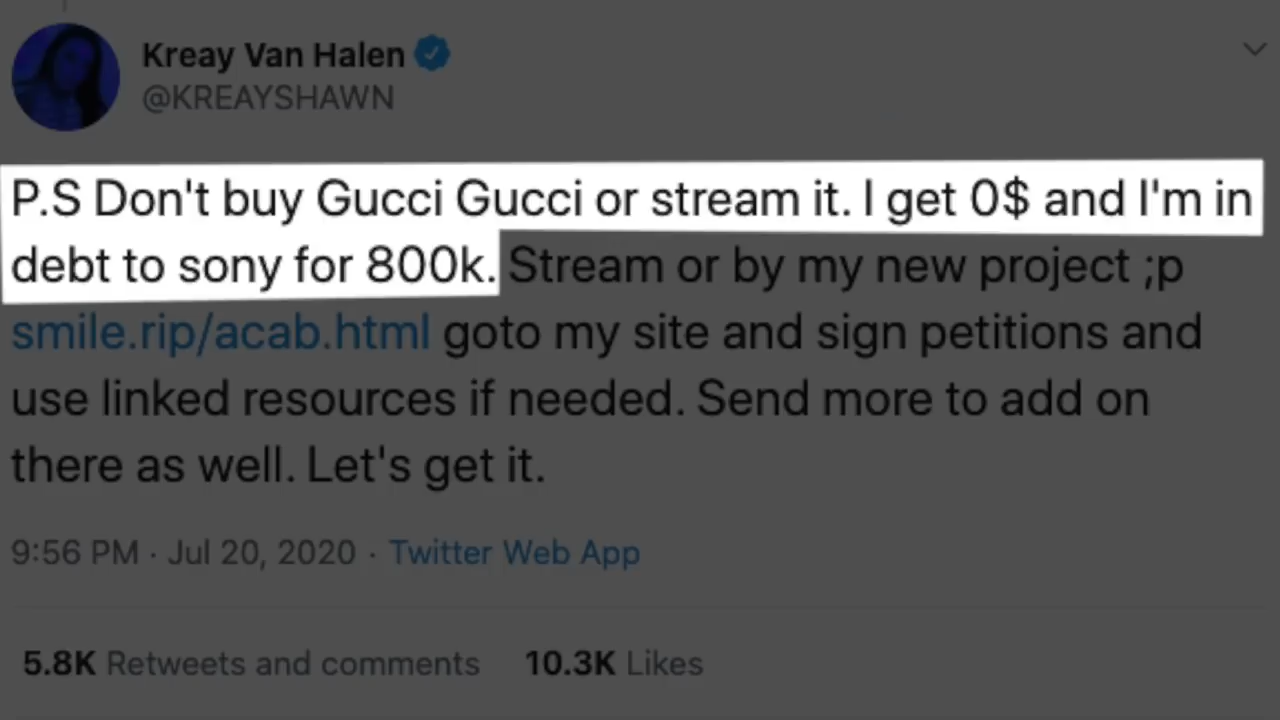 Kreay Van Halen
@KREAYSHAWN
P.S Don't buy Gucci Gucci or stream it. I get 0$ and I'm in
debt to sony for 800k. Stream or by my new project ;p
smile.rip/acab.html goto my site and sign petitions and
use linked resources if needed. Send more to add on
there as well. Let's get it.
9:56 PM · Jul 20, 2020 · Twitter Web App
5.8K Retweets and comments 10.3K Likes